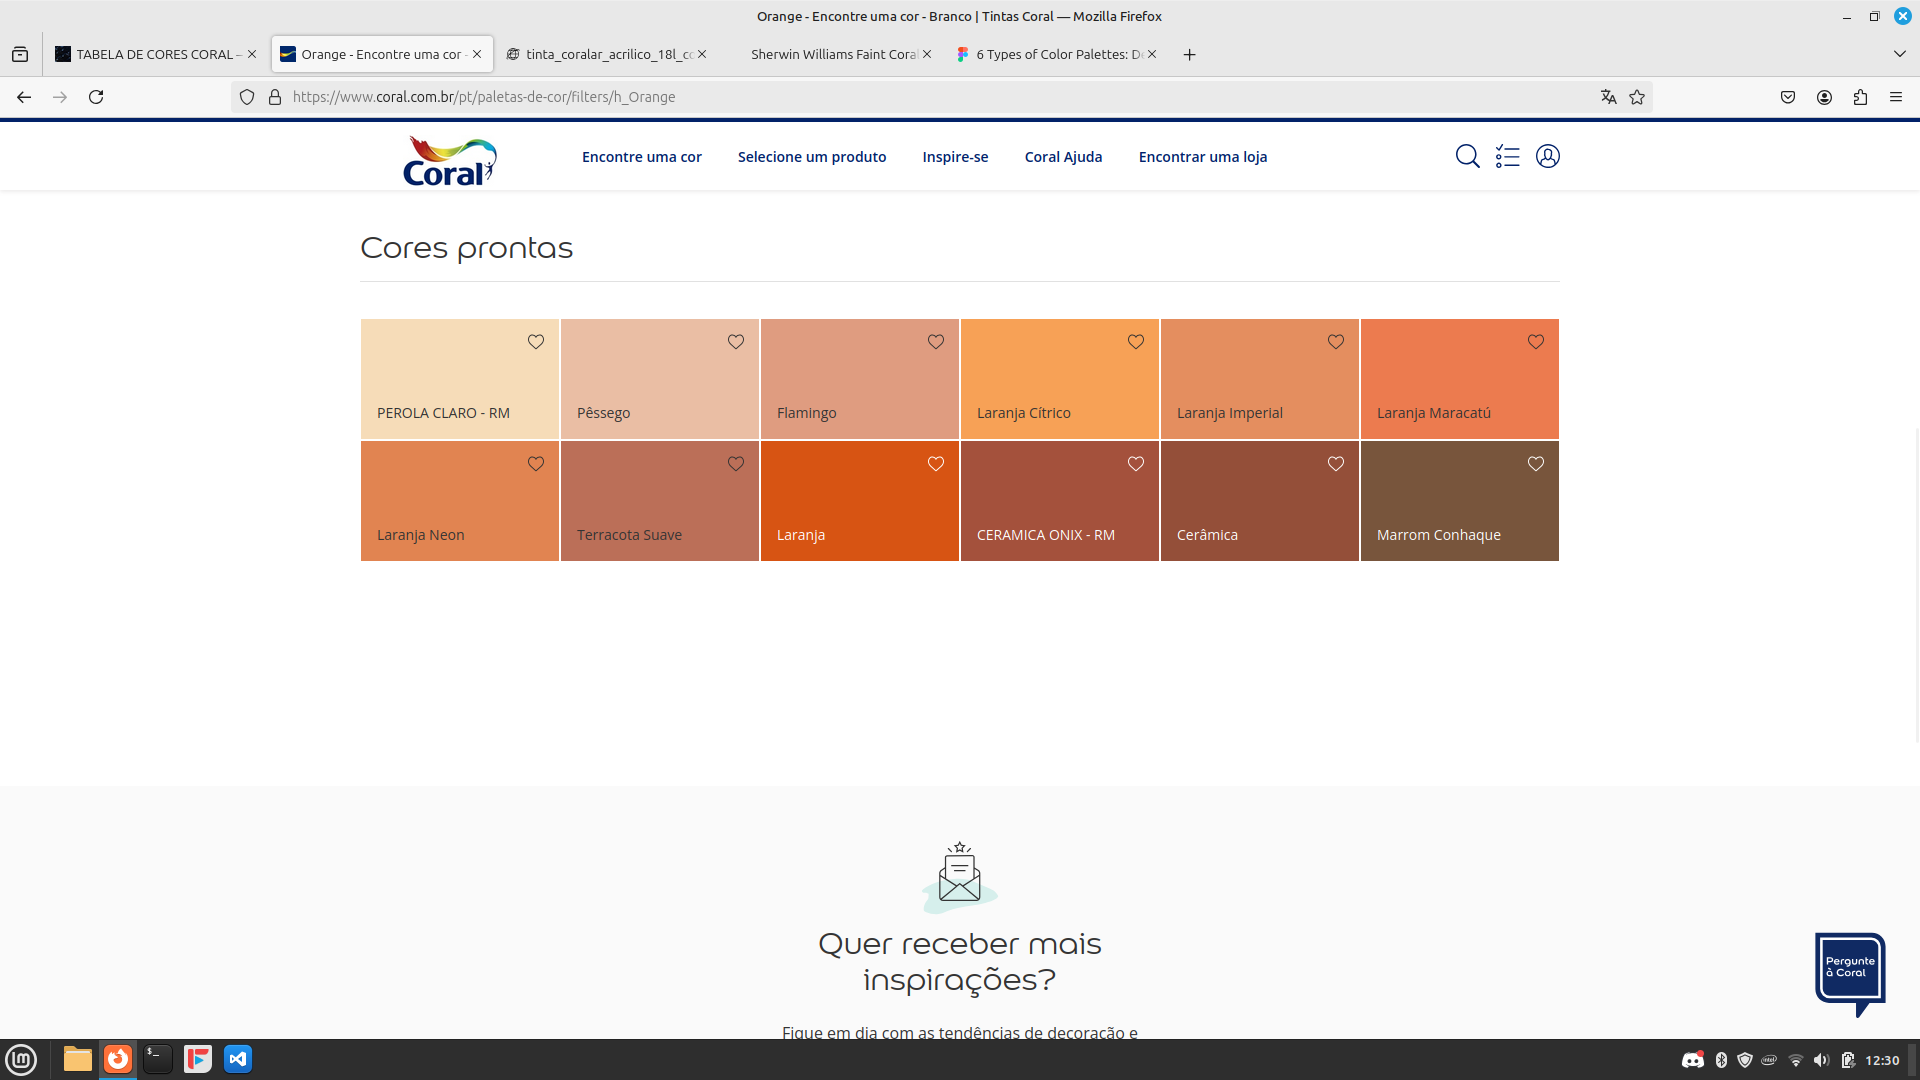 Orange - Encontre uma cor - Branco | Tintas Coral — Mozilla Firefox
TABELA DE CORES CORAL –
Orange - Encontre uma cor -
tinta_coralar_acrilico_18l_cc
Sherwin Williams Faint Coral
6 Types of Color Palettes: De
https://www.coral.com.br/pt/paletas-de-cor/filters/h_Orange
Coral
Encontre uma cor
Selecione um produto
Inspire-se
Coral Ajuda
Encontrar uma loja
Cores prontas
PEROLA CLARO - RM
Pêssego
Flamingo
Laranja Cítrico
Laranja Imperial
Laranja Maracatú
Laranja Neon
Terracota Suave
Laranja
CERAMICA ONIX - RM
Cerâmica
Marrom Conhaque
Quer receber mais
inspirações?
Fique em dia com as tendências de decoração e
Pergunte
à Coral
12:30